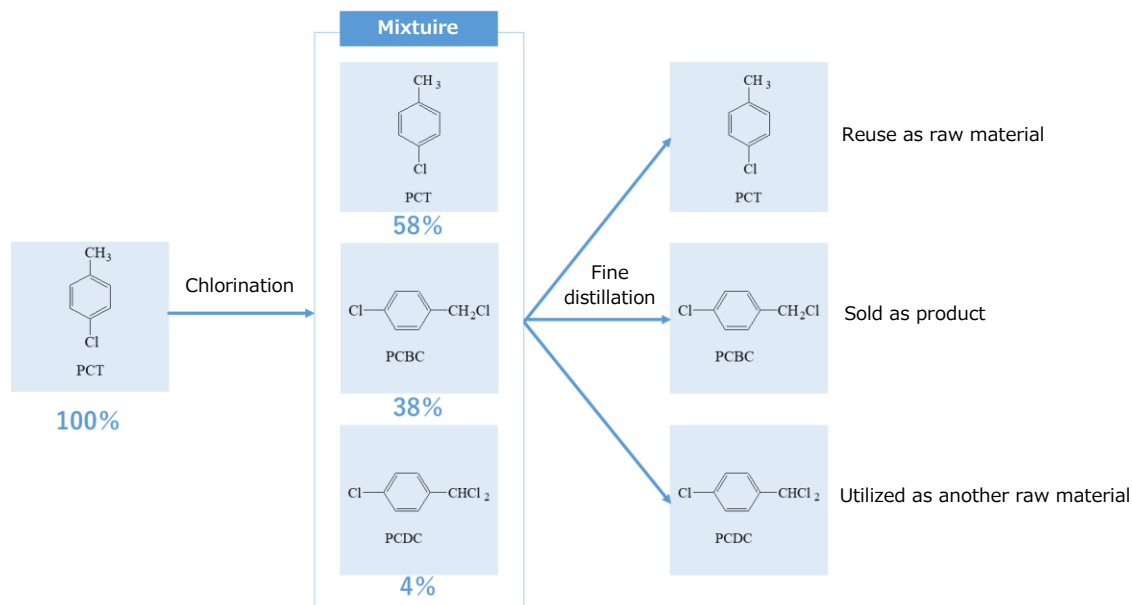 Mixtuire
CH3
Cl
PCT
100%
Chlorination
CH3
Cl
PCT
58%
Cl
CH2Cl
PCBC
38%
Cl
CHCl2
PCDC
4%
Fine
distillation
CH3
Cl
PCT
Reuse as raw material
Cl
CH2Cl
PCBC
Sold as product
Cl
CHCl2
PCDC
Utilized as another raw material